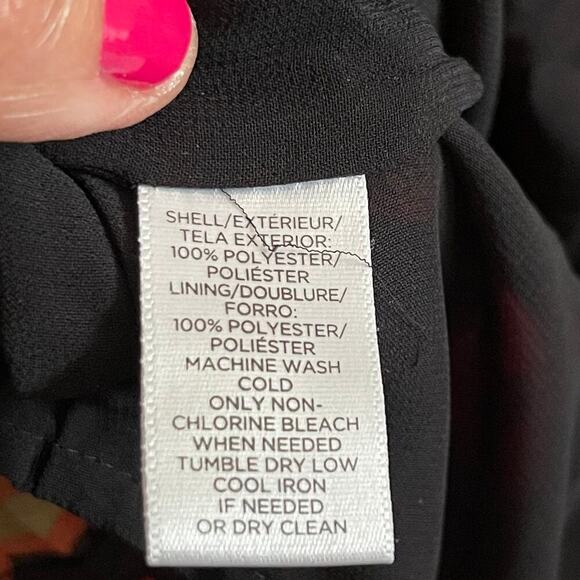 SHELL/EXTÉRIEUR/
TELA EXTERIOR:
100% POLYESTER/
POLIÉSTER
LINING/DOUBLURE/
FORRO:
100% POLYESTER/
POLIÉSTER
MACHINE WASH
COLD
ONLY NON-
CHLORINE BLEACH
WHEN NEEDED
TUMBLE DRY LOW
COOL IRON
IF NEEDED
OR DRY CLEAN